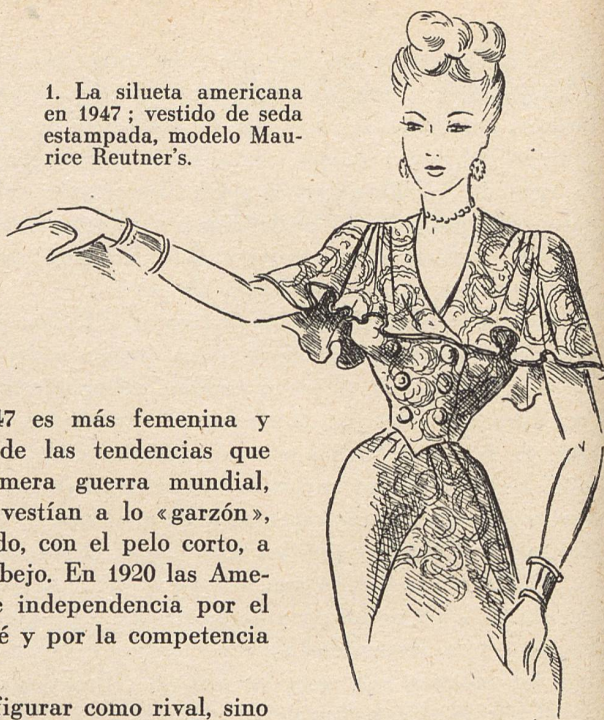 1. La silueta americana
en 1947 ; vestido de seda
estampada, modelo Mau-
rice Reutner's.
47 es más femenina y
de las tendencias que
mera guerra mundial,
vestían a lo «garzón»,
do, con el pelo corto, a
bejo. En 1920 las Ame-
e independencia por el
é y por la competencia
figurar como rival, sino